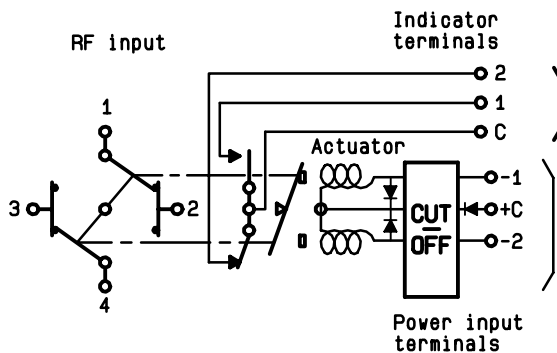 Indicator
terminals
RF input
2
1
1
C
Actuator
-1
3
2
CUT
+C
OFF
-2
4
Power input
terminals